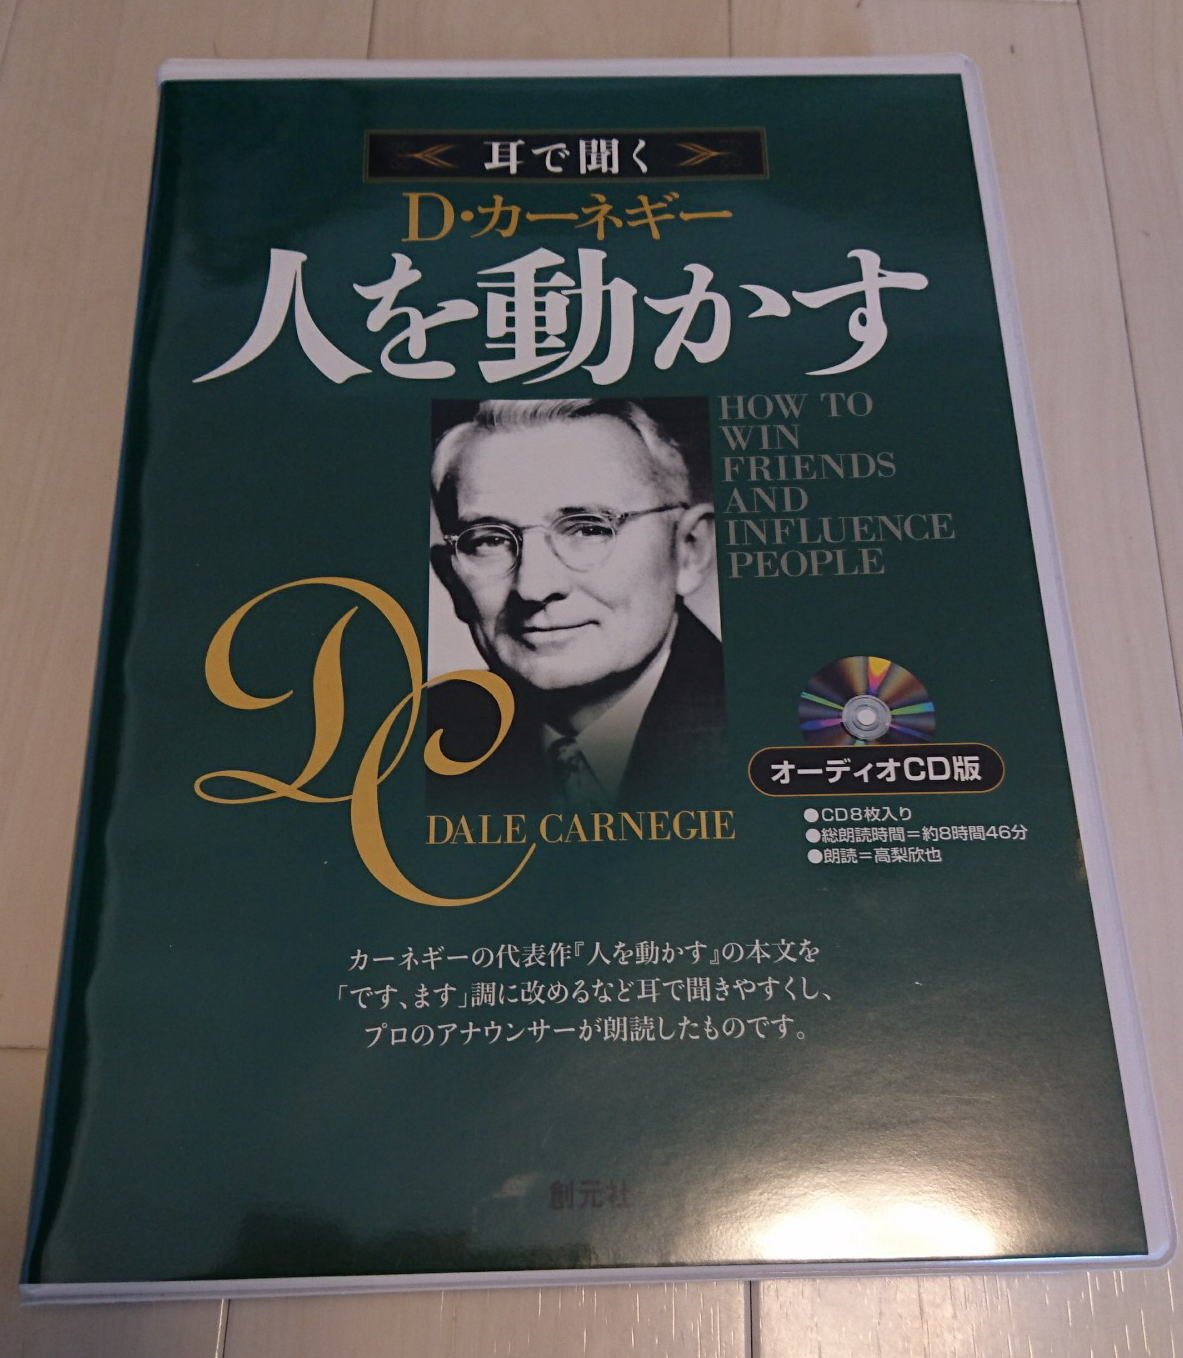 耳で聞く
D・カーネギー
人を動かす
HOW TO
WIN
FRIENDS
AND
INFLUENCE
PEOPLE
DC
DALE CARNEGIE
オーディオCD版
●CD8枚入り
●総朗読時間=約8時間46分
●朗読=高梨欣也
カーネギーの代表作『人を動かす』の本文を
「です、ます」調に改めるなど耳で聞きやすくし、
プロのアナウンサーが朗読したものです。
創元社